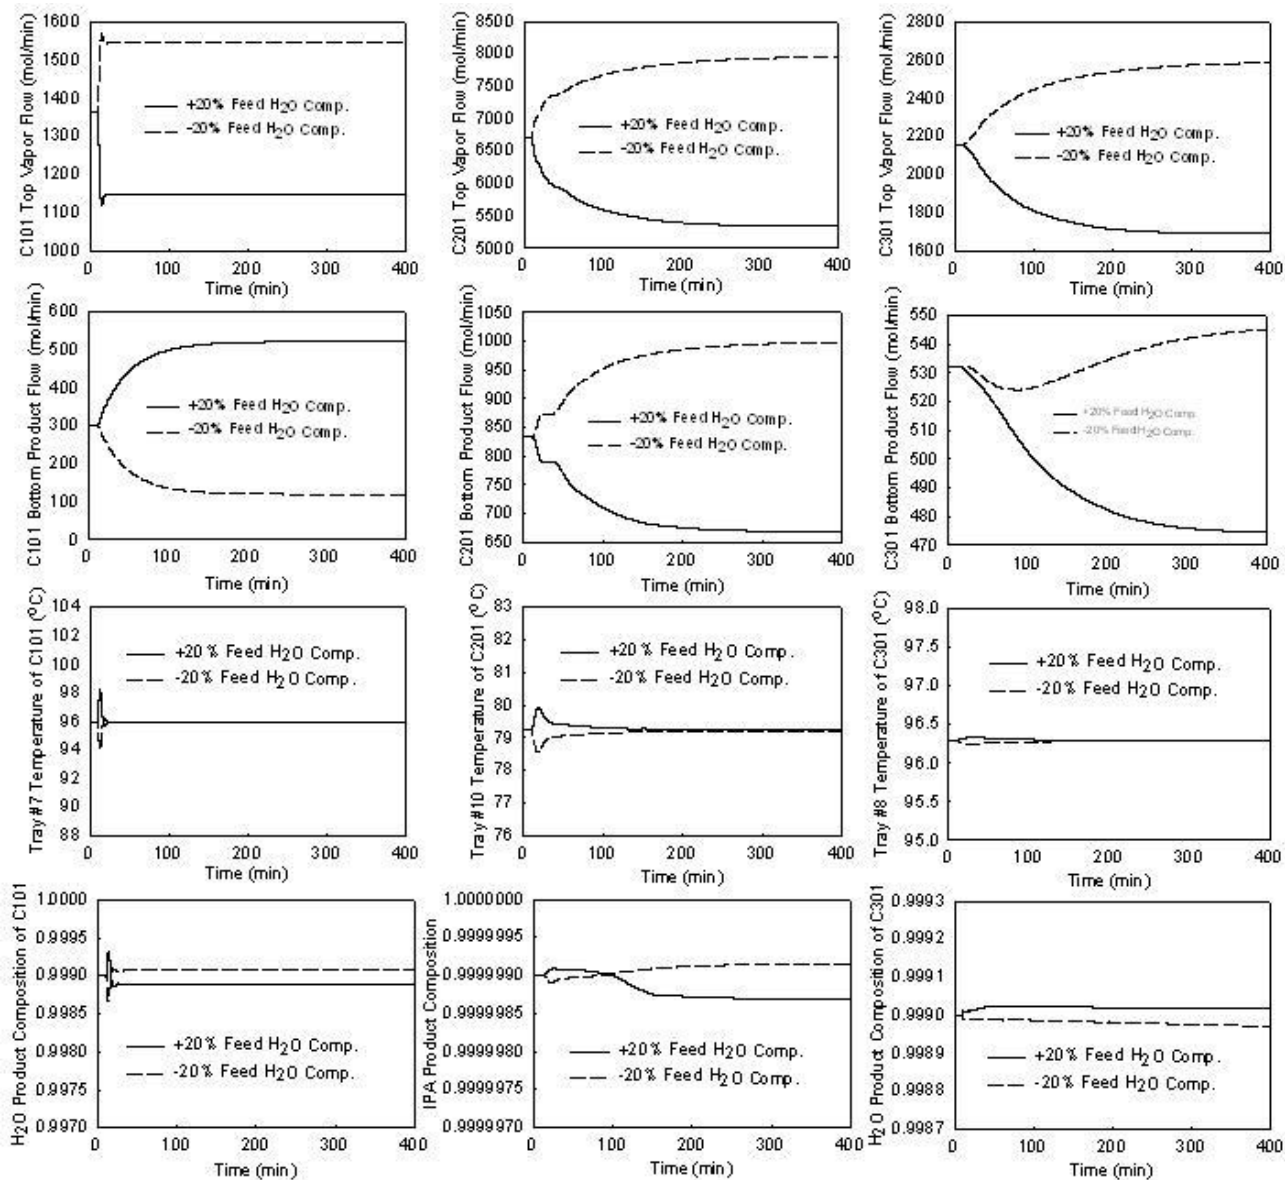 C101 Top Vapor Flow (mol/min)
1600
1500
1400
1300
1200
1100
1000
+20% Feed H2O Comp.
-20% Feed H2O Comp.
0 100 200 300 400
Time (min)
C201 Top Vapor Flow (mol/min)
8500
8000
7500
7000
6500
6000
5500
5000
+20% Feed H2O Comp.
-20% Feed H2O Comp.
0 100 200 300 400
Time (min)
C301 Top Vapor Flow (mol/min)
2800
2600
2400
2200
2000
1800
1600
+20% Feed H2O Comp.
-20% Feed H2O Comp.
0 100 200 300 400
Time (min)
C101 Bottom Product Flow (mol/min)
600
500
400
300
200
100
0
+20% Feed H2O Comp.
-20% Feed H2O Comp.
0 100 200 300 400
Time (min)
C201 Bottom Product Flow (mol/min)
1050
1000
950
900
850
800
750
700
650
+20% Feed H2O Comp.
-20% Feed H2O Comp.
0 100 200 300 400
Time (min)
C301 Bottom Product Flow (mol/min)
550
540
530
520
510
500
490
480
470
+20% Feed H2O Comp.
-20% Feed H2O Comp.
0 100 200 300 400
Time (min)
Tray #7 Temperature of C101 (°C)
104
102
100
98
96
94
92
90
88
+20% Feed H2O Comp.
-20% Feed H2O Comp.
0 100 200 300 400
Time (min)
Tray #10 Temperature of C201 (°C)
83
82
81
80
79
78
77
76
+20% Feed H2O Comp.
-20% Feed H2O Comp.
0 100 200 300 400
Time (min)
Tray #8 Temperature of C301 (°C)
98.0
97.5
97.0
96.5
96.0
95.5
95.0
+20% Feed H2O Comp.
-20% Feed H2O Comp.
0 100 200 300 400
Time (min)
H2O Product Composition of C101
1.0000
0.9995
0.9990
0.9985
0.9980
0.9975
0.9970
+20% Feed H2O Comp.
-20% Feed H2O Comp.
0 100 200 300 400
Time (min)
IPA Product Composition
1.0000000
0.9999995
0.9999990
0.9999985
0.9999980
0.9999975
0.9999970
+20% Feed H2O Comp.
-20% Feed H2O Comp.
0 100 200 300 400
Time (min)
H2O Product Composition of C301
0.9993
0.9992
0.9991
0.9990
0.9989
0.9988
0.9987
+20% Feed H2O Comp.
-20% Feed H2O Comp.
0 100 200 300 400
Time (min)